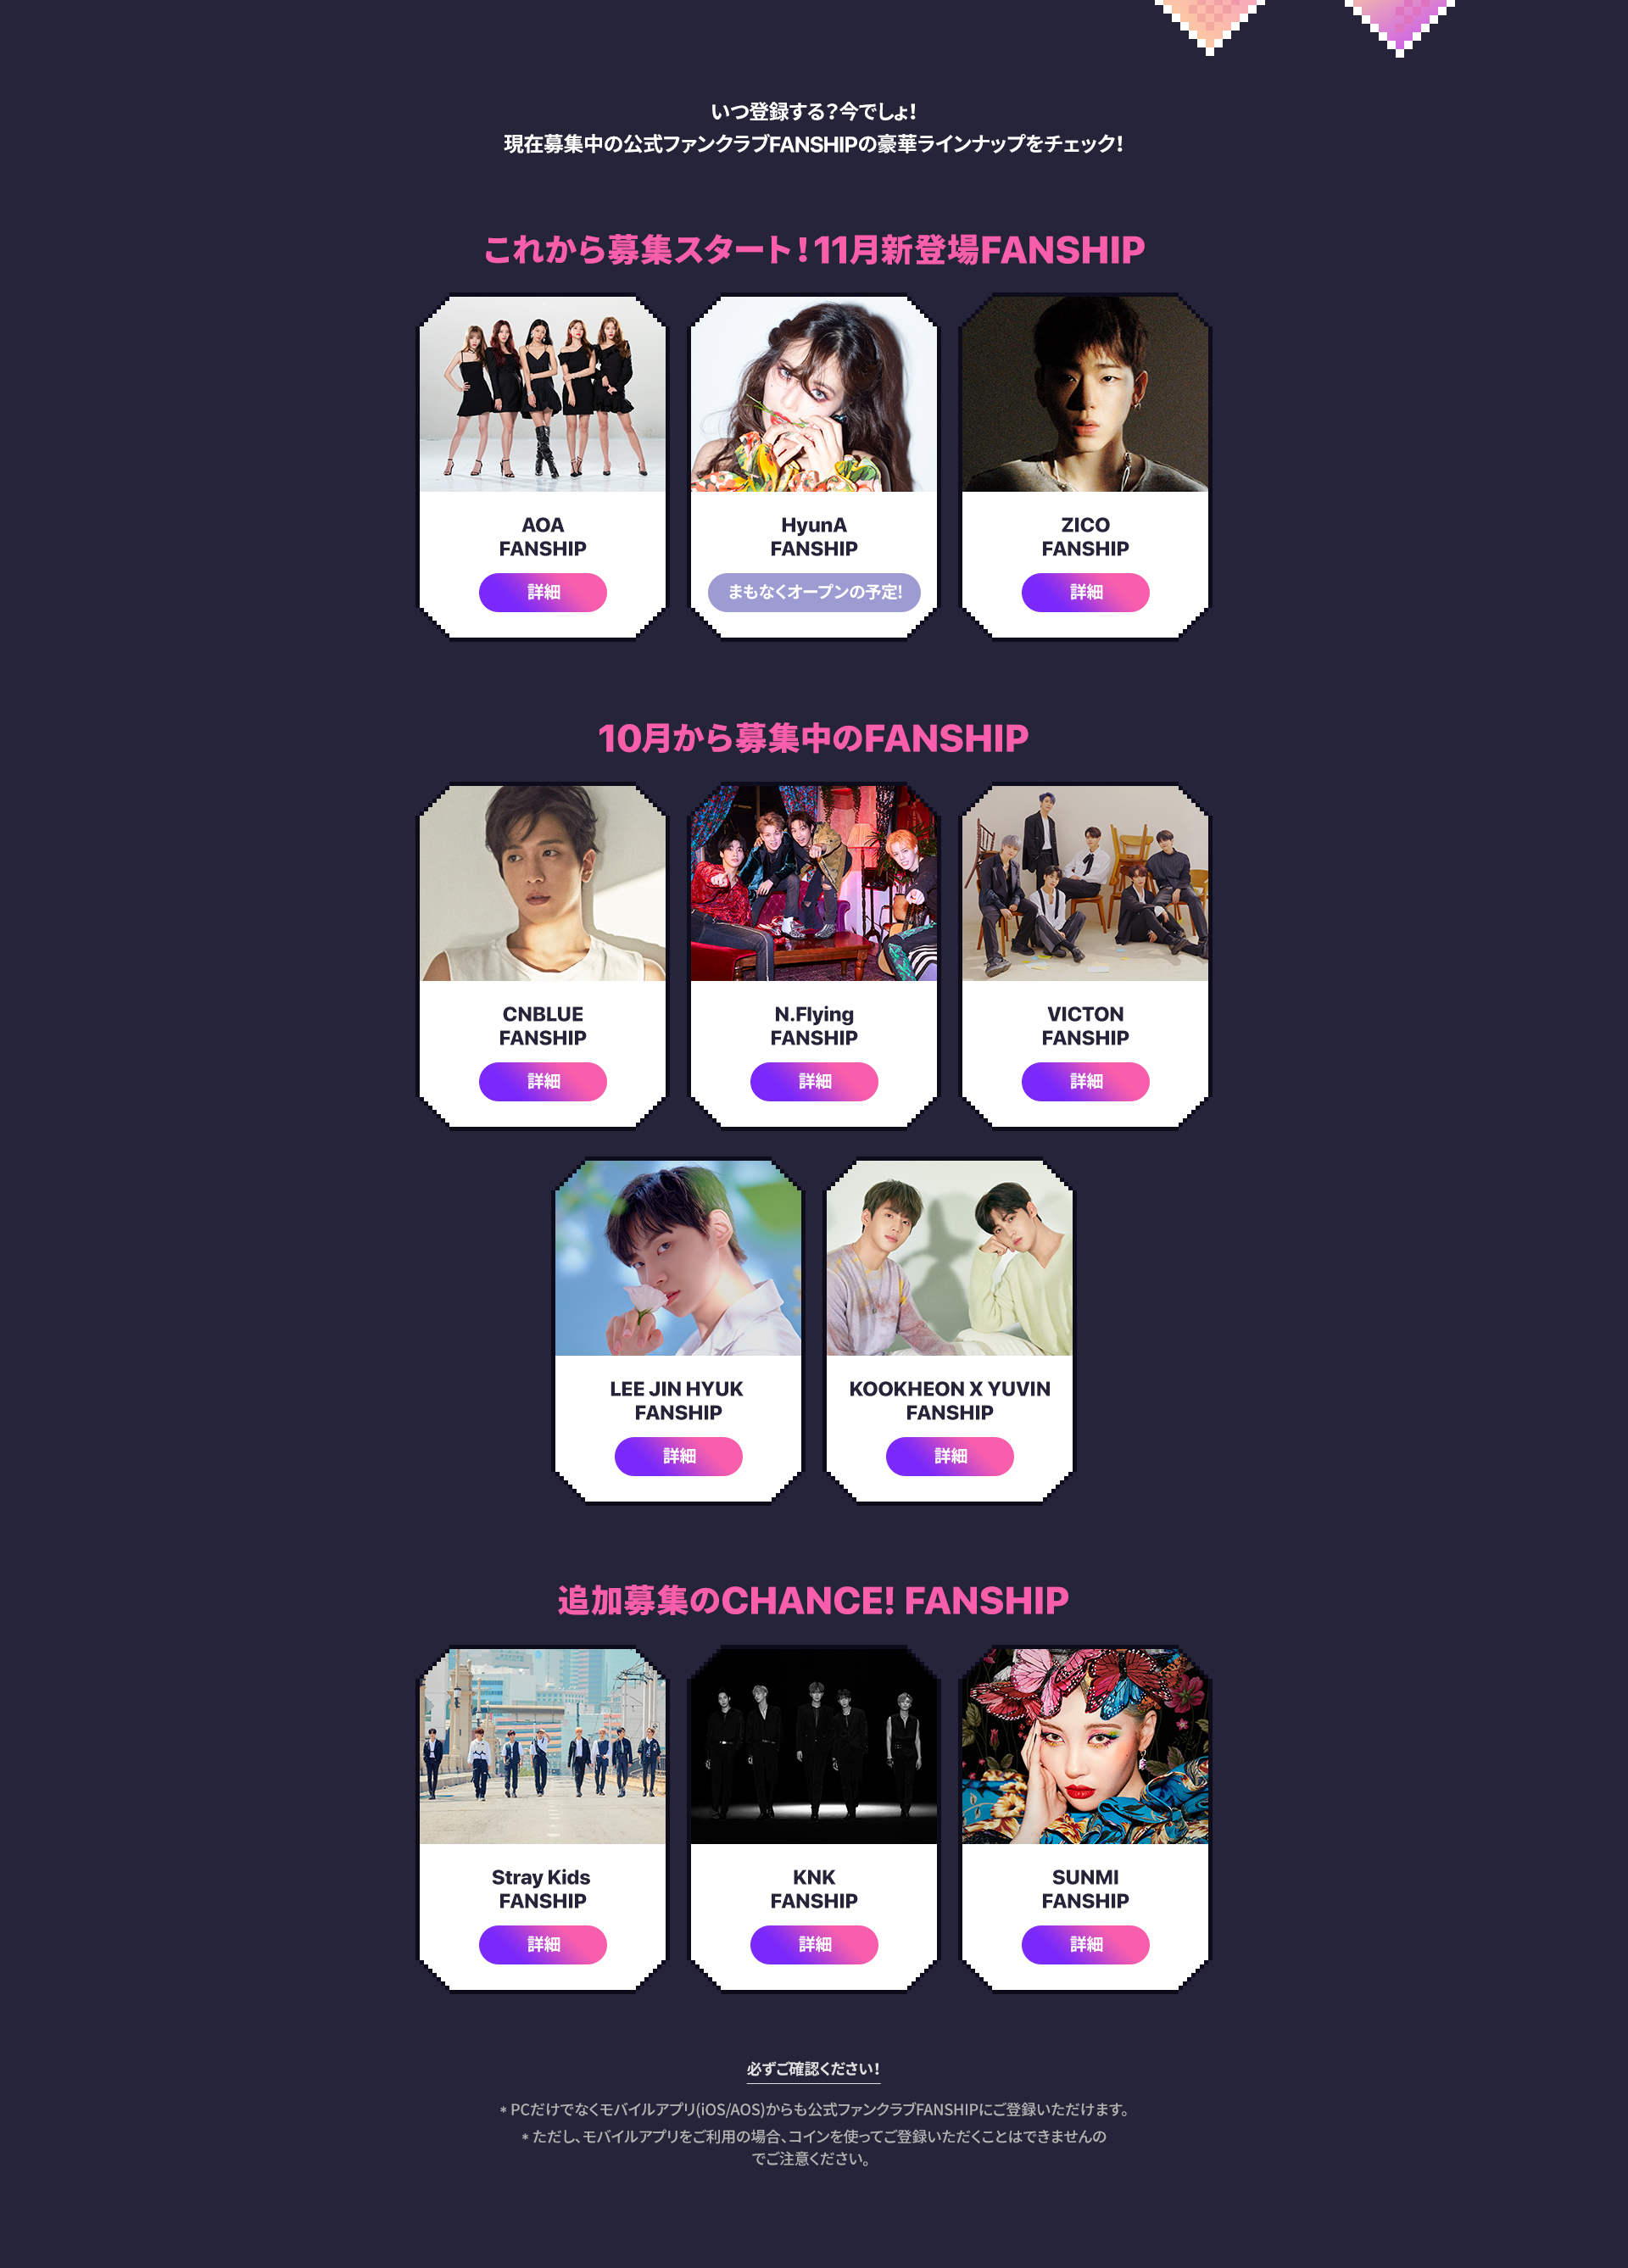 いつ登録する？今でしょ！
現在募集中の公式ファンクラブFANSHIPの豪華ラインナップをチェック！
これから募集スタート！11月新登場FANSHIP
AOA
FANSHIP
詳細
HyunA
FANSHIP
まもなくオープンの予定！
ZICO
FANSHIP
詳細
10月から募集中のFANSHIP
CNBLUE
FANSHIP
詳細
N.Flying
FANSHIP
詳細
VICTON
FANSHIP
詳細
LEE JIN HYUK
FANSHIP
詳細
KOOKHEON X YUVIN
FANSHIP
詳細
追加募集のCHANCE! FANSHIP
Stray Kids
FANSHIP
詳細
KNK
FANSHIP
詳細
SUNMI
FANSHIP
詳細
必ずご確認ください！
* PCだけでなくモバイルアプリ(iOS/AOS)からも公式ファンクラブFANSHIPにご登録いただけます。
* ただし、モバイルアプリをご利用の場合、コインを使ってご登録いただくことはできませんの
でご注意ください。